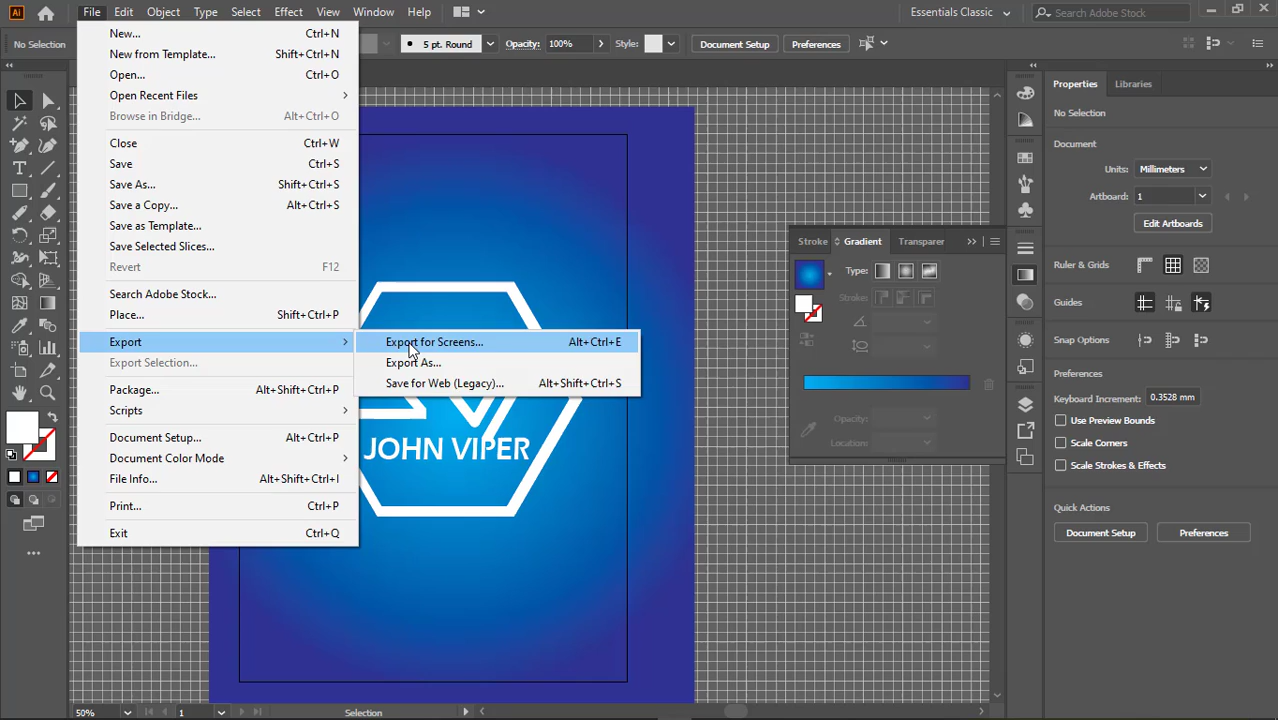 Ai File Edit Object Type Select Effect View Window Help Essentials Classic Search Adobe Stock
No Selection 5 pt. Round Opacity: 100% Style: Document Setup Preferences
New... Ctrl+N
New from Template... Shift+Ctrl+N
Open... Ctrl+O
Open Recent Files
Browse in Bridge... Alt+Ctrl+O
Close Ctrl+W
Save Ctrl+S
Save As... Shift+Ctrl+S
Save a Copy... Alt+Ctrl+S
Save as Template...
Save Selected Slices...
Revert F12
Search Adobe Stock...
Place... Shift+Ctrl+P
Export
Export Selection...
Package... Alt+Shift+Ctrl+P
Scripts
Document Setup... Alt+Ctrl+P
Document Color Mode
File Info... Alt+Shift+Ctrl+I
Print... Ctrl+P
Exit Ctrl+Q
Export for Screens... Alt+Ctrl+E
Export As...
Save for Web (Legacy)... Alt+Shift+Ctrl+S
JOHN VIPER
Stroke Gradient Transparer
Type:
Stroke:
Opacity:
Location:
Properties Libraries
No Selection
Document
Units: Millimeters
Artboard: 1
Edit Artboards
Ruler & Grids
Guides
Snap Options
Preferences
Keyboard Increment: 0.3528 mm
Use Preview Bounds
Scale Corners
Scale Strokes & Effects
Quick Actions
Document Setup Preferences
50% 1 Selection